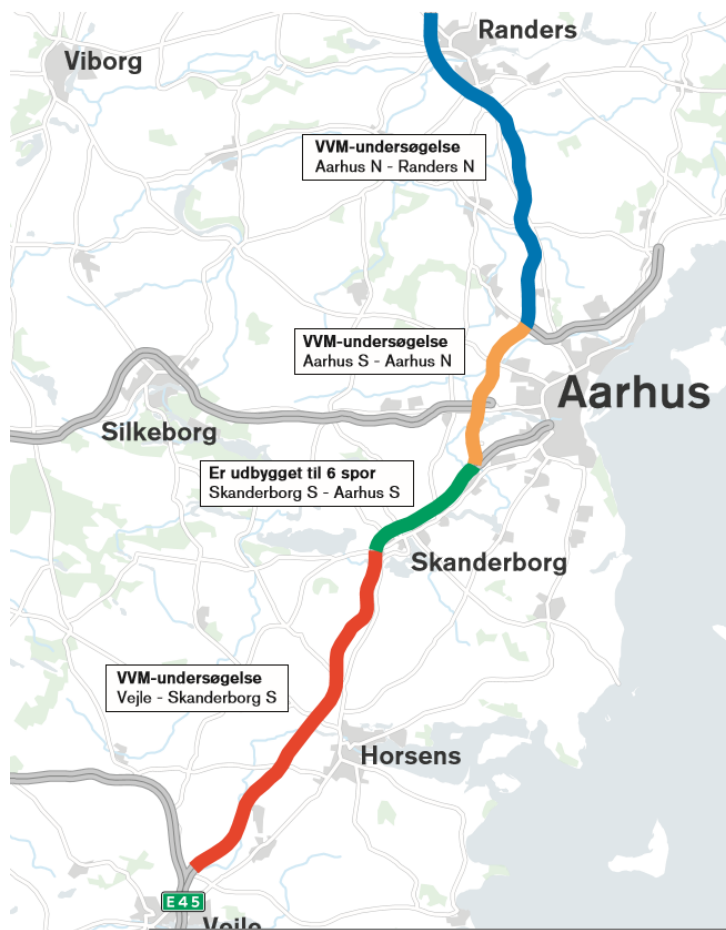 Randers
Viborg
VVM-undersøgelse
Aarhus N - Randers N
VVM-undersøgelse
Aarhus S - Aarhus N
Aarhus
Silkeborg
Er udbygget til 6 spor
Skanderborg S - Aarhus S
Skanderborg
VVM-undersøgelse
Vejle - Skanderborg S
Horsens
E45
Vejle